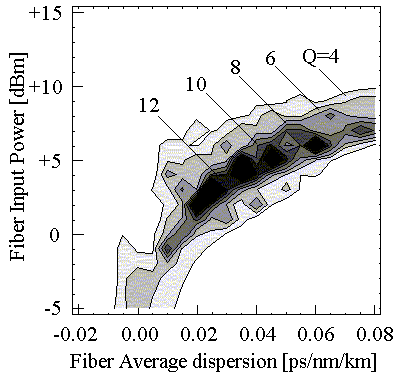 +15
+10
+5
0
-5
Fiber Input Power [dBm]
Q=4
6
8
10
12
-0.02 0.00 0.02 0.04 0.06 0.08
Fiber Average dispersion [ps/nm/km]